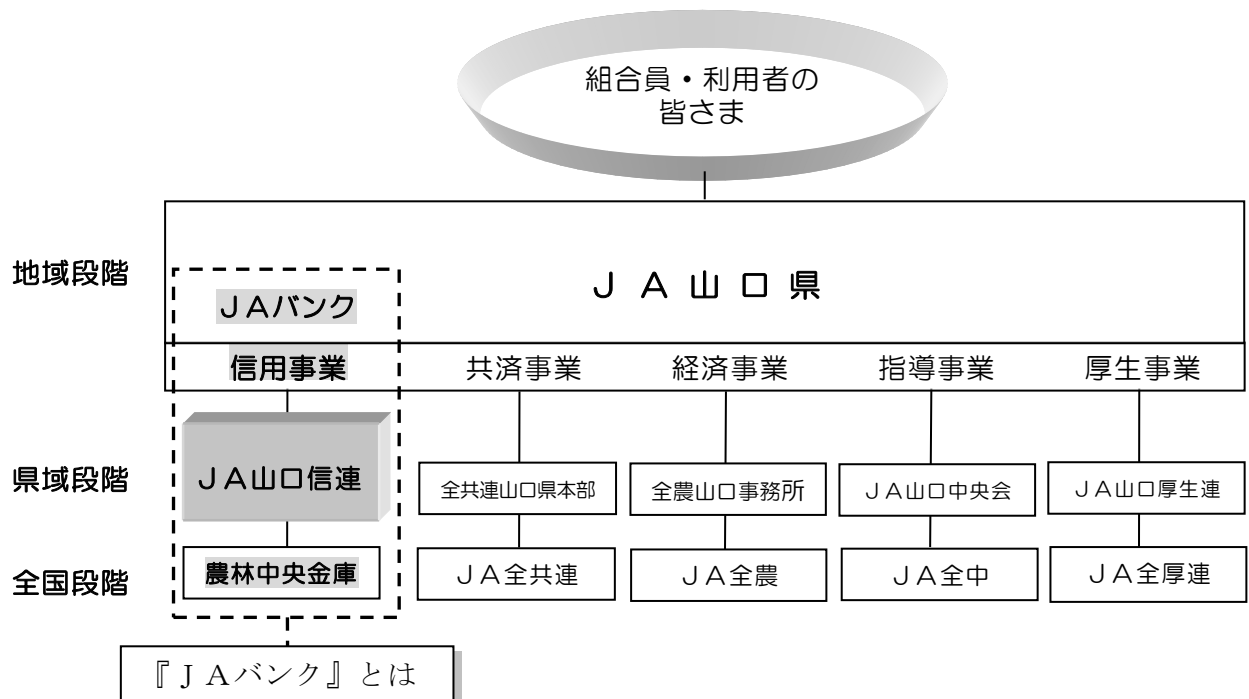 組合員・利用者の
皆さま
地域段階
ＪＡ山口県
ＪＡバンク
信用事業
共済事業
経済事業
指導事業
厚生事業
県域段階
ＪＡ山口信連
全共連山口県本部
全農山口事務所
ＪＡ山口中央会
ＪＡ山口厚生連
全国段階
農林中央金庫
ＪＡ全共連
ＪＡ全農
ＪＡ全中
ＪＡ全厚連
『ＪＡバンク』とは